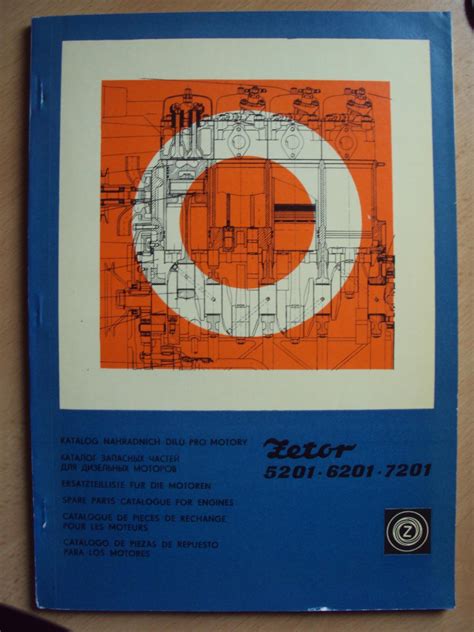 KATALOG NAHRADNICH DILŮ PRO MOTORY
КАТАЛОГ ЗАПАСНЫХ ЧАСТЕЙ
ДЛЯ ДИЗЕЛЬНЫХ МОТОРОВ
ERSATZTEILLISTE FÜR DIE MOTOREN
SPARE PARTS CATALOGUE FOR ENGINES
CATALOGUE DE PIECES DE RECHANGE
POUR LES MOTEURS
CATALOGO DE PIEZAS DE REPUESTO
PARA LOS MOTORES
Zetor
5201 · 6201 · 7201
Z